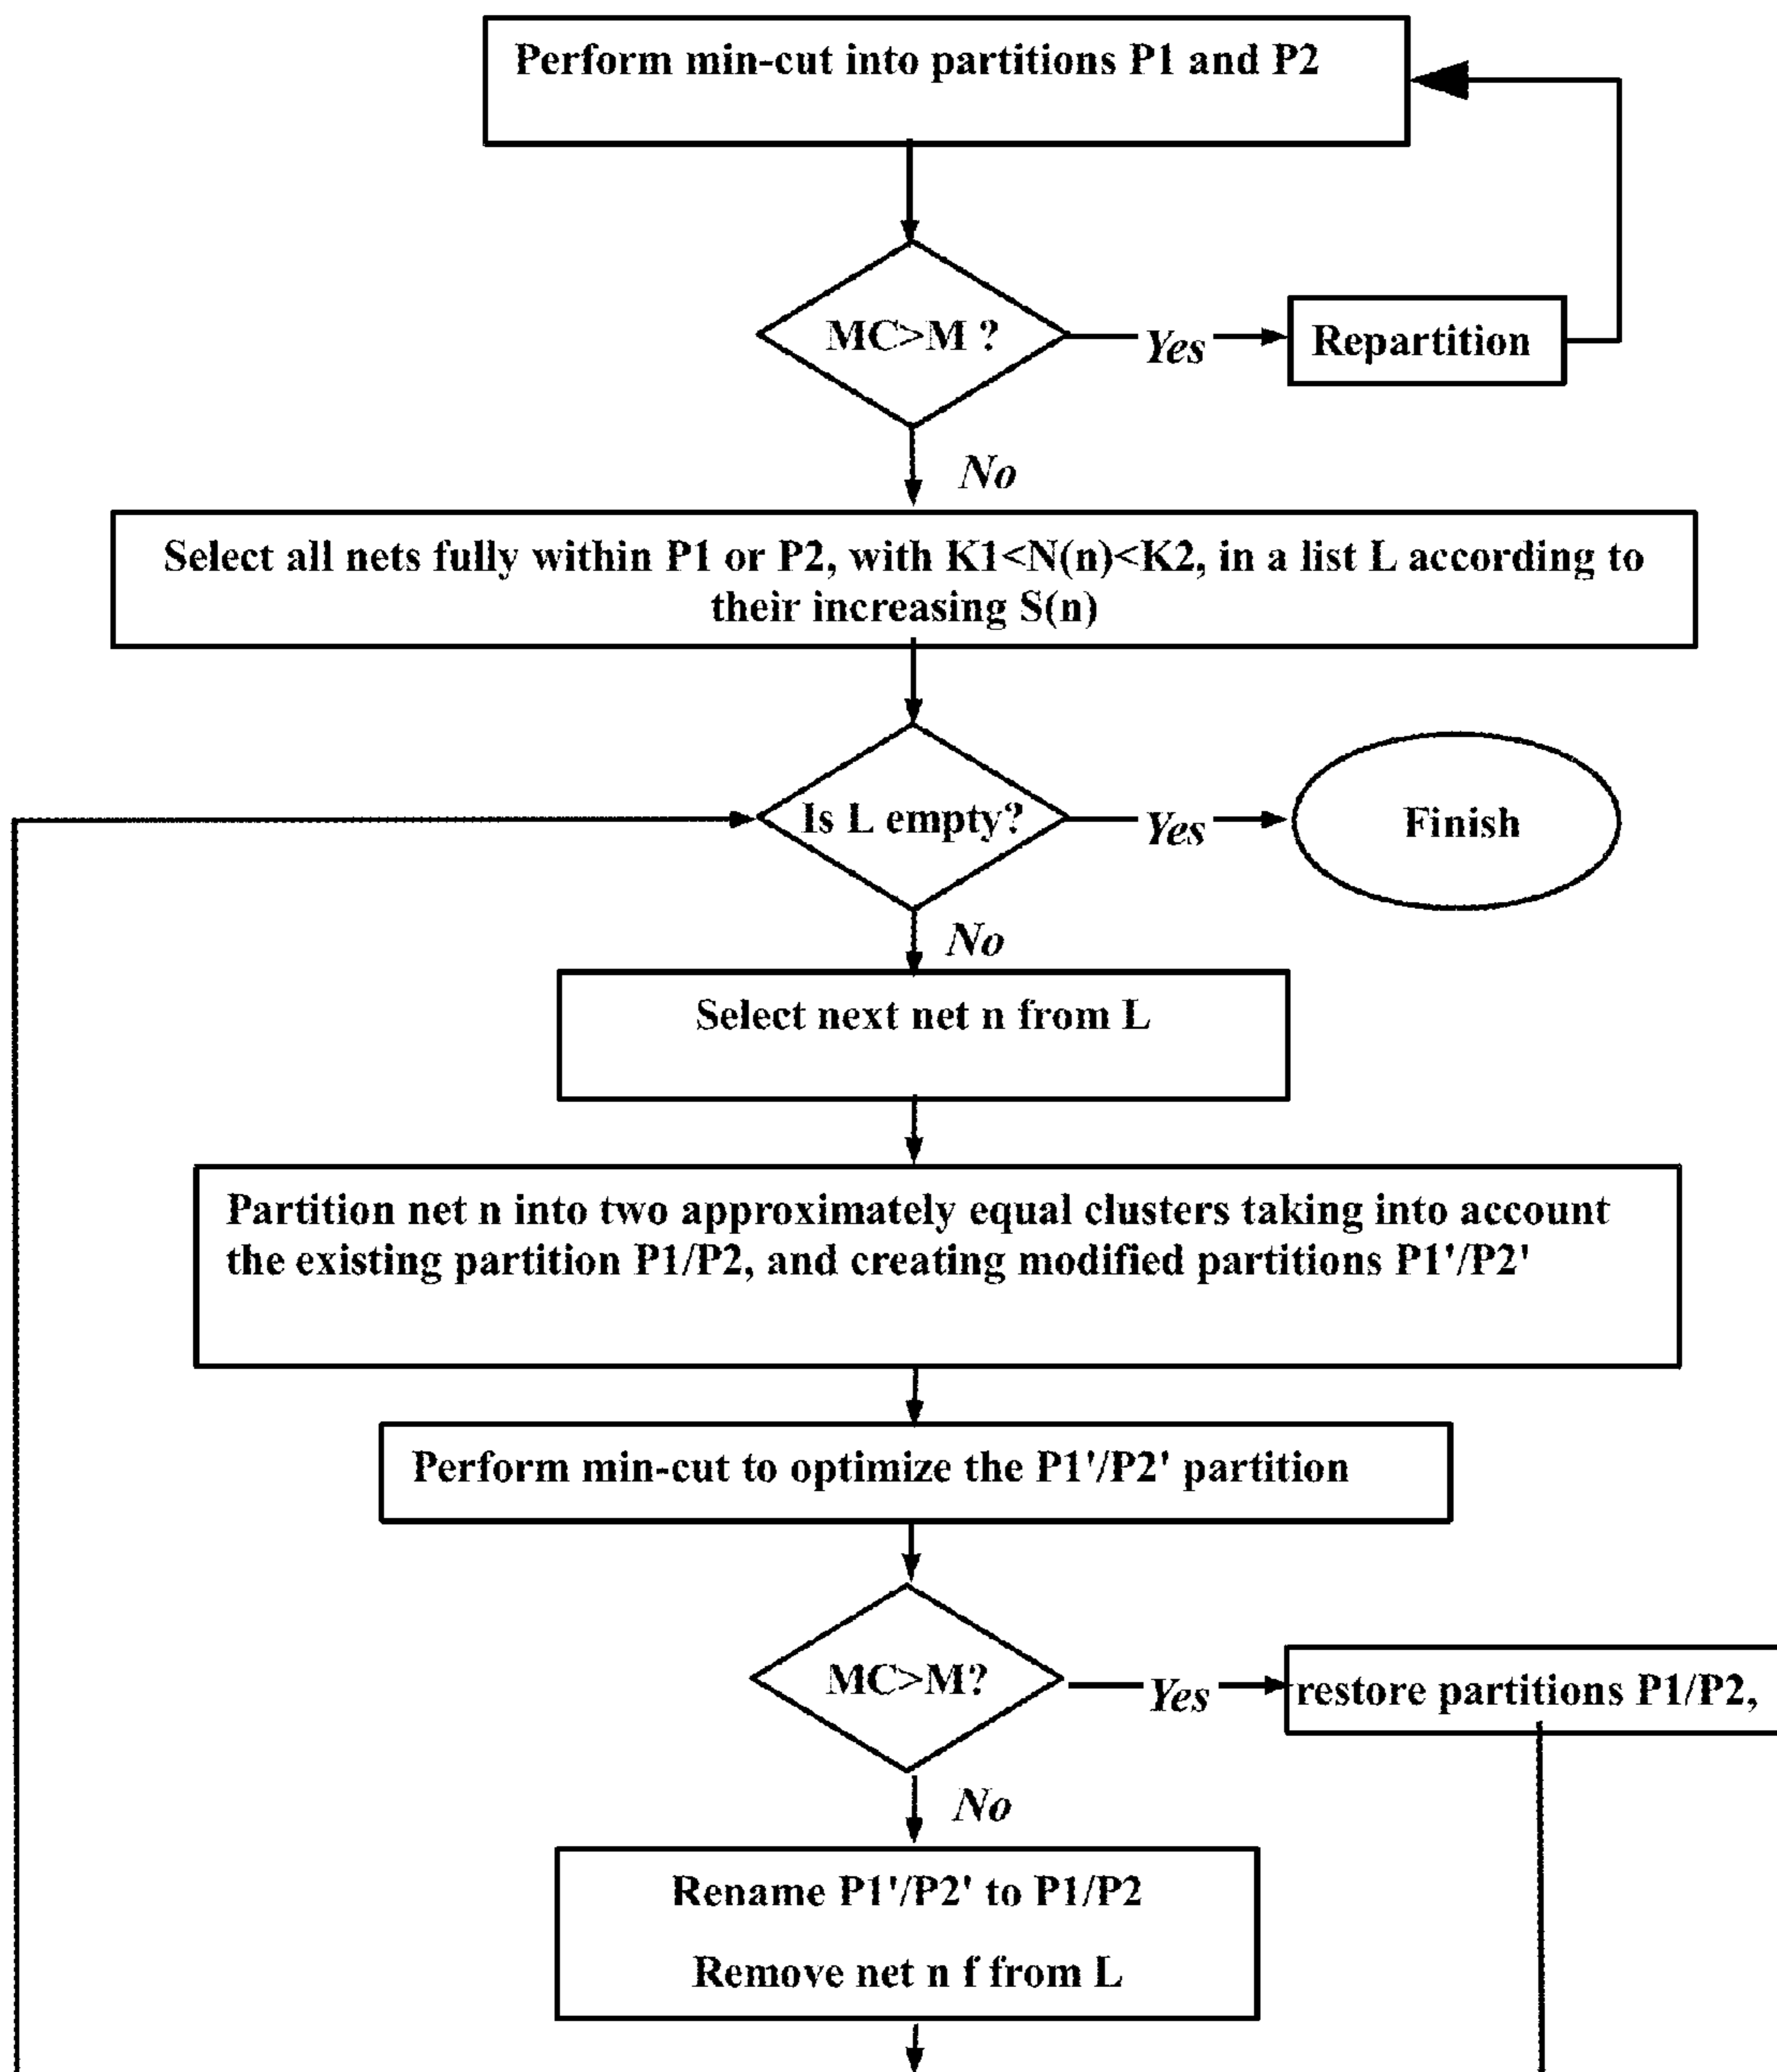 Perform min-cut into partitions P1 and P2
MC>M ?
Yes
Repartition
No
Select all nets fully within P1 or P2, with K1<N(n)<K2, in a list L according to
their increasing S(n)
Is L empty?
Yes
Finish
No
Select next net n from L
Partition net n into two approximately equal clusters taking into account
the existing partition P1/P2, and creating modified partitions P1'/P2'
Perform min-cut to optimize the P1'/P2' partition
MC>M?
Yes
restore partitions P1/P2,
No
Rename P1'/P2' to P1/P2
Remove net n f from L